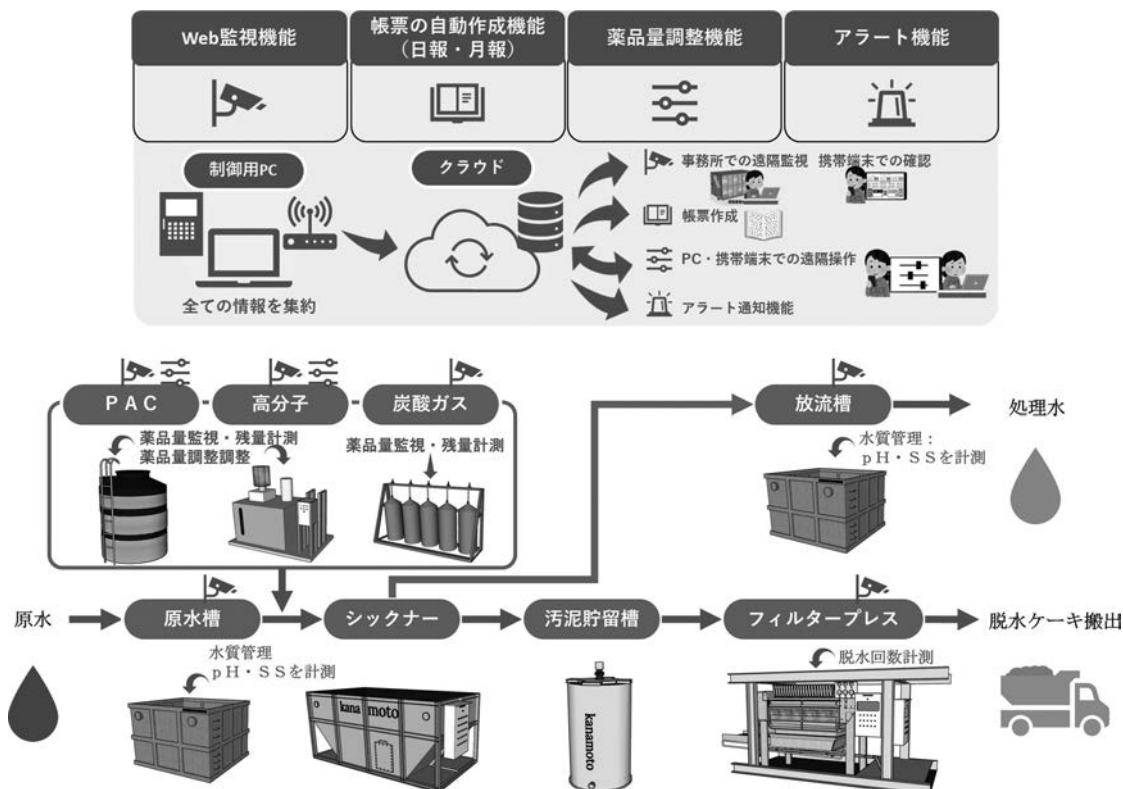 Web監視機能
帳票の自動作成機能
(日報・月報)
薬品量調整機能
アラート機能
制御用PC
クラウド
全ての情報を集約
事務所での遠隔監視 携帯端末での確認
帳票作成
PC・携帯端末での遠隔操作
アラート通知機能
PAC
高分子
炭酸ガス
薬品量監視・残量計測
薬品量調整調整
薬品量監視・残量計測
放流槽
処理水
水質管理:
pH・SSを計測
原水
原水槽
シックナー
汚泥貯留槽
フィルタープレス
脱水ケーキ搬出
水質管理
pH・SSを計測
脱水回数計測
kanamoto
kanamoto